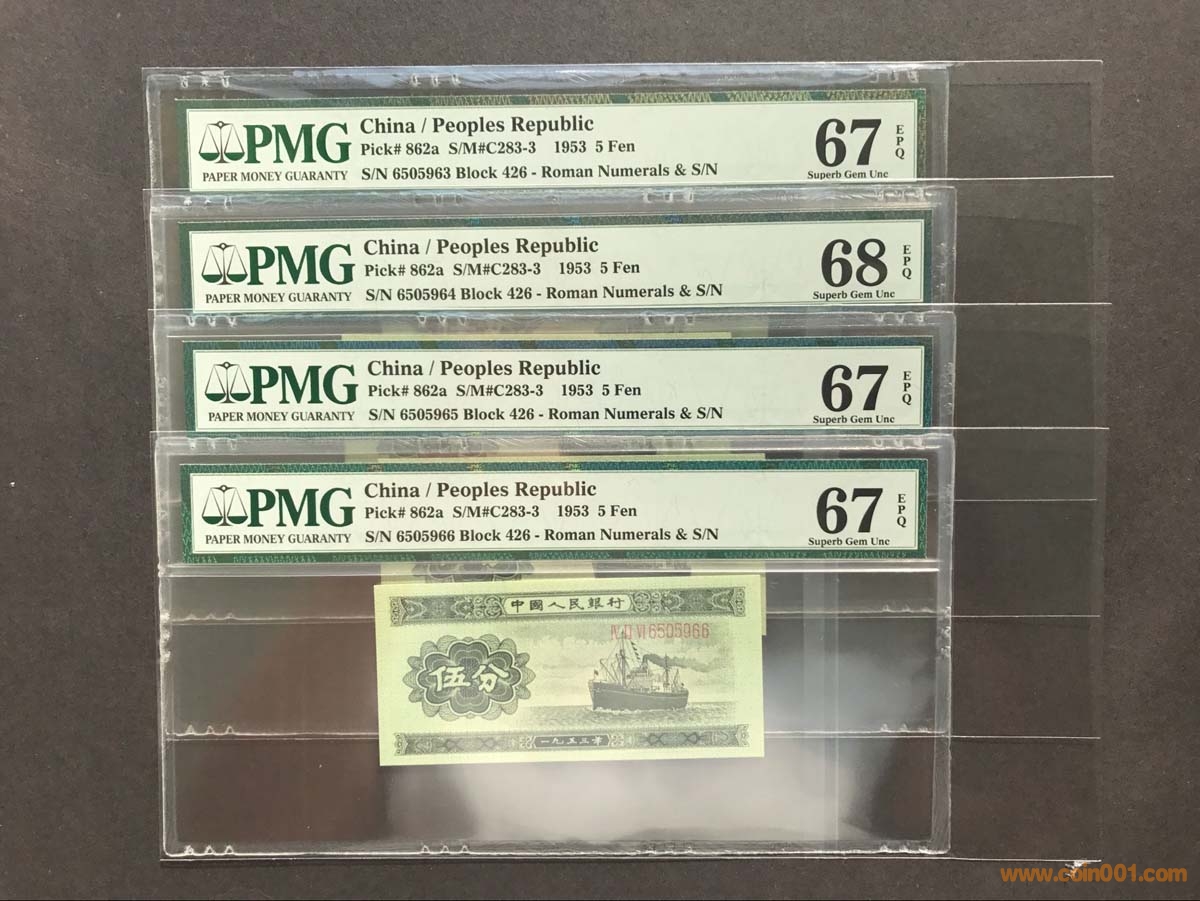 PMG
PAPER MONEY GUARANTY
China / Peoples Republic
Pick# 862a S/M#C283-3 1953 5 Fen
S/N 6505963 Block 426 - Roman Numerals & S/N
67 EPQ
Superb Gem Unc
PMG
PAPER MONEY GUARANTY
China / Peoples Republic
Pick# 862a S/M#C283-3 1953 5 Fen
S/N 6505964 Block 426 - Roman Numerals & S/N
68 EPQ
Superb Gem Unc
PMG
PAPER MONEY GUARANTY
China / Peoples Republic
Pick# 862a S/M#C283-3 1953 5 Fen
S/N 6505965 Block 426 - Roman Numerals & S/N
67 EPQ
Superb Gem Unc
PMG
PAPER MONEY GUARANTY
China / Peoples Republic
Pick# 862a S/M#C283-3 1953 5 Fen
S/N 6505966 Block 426 - Roman Numerals & S/N
67 EPQ
Superb Gem Unc
中國人民銀行
IV II VI 6505966
伍分
一九五三年
www.coin001.com